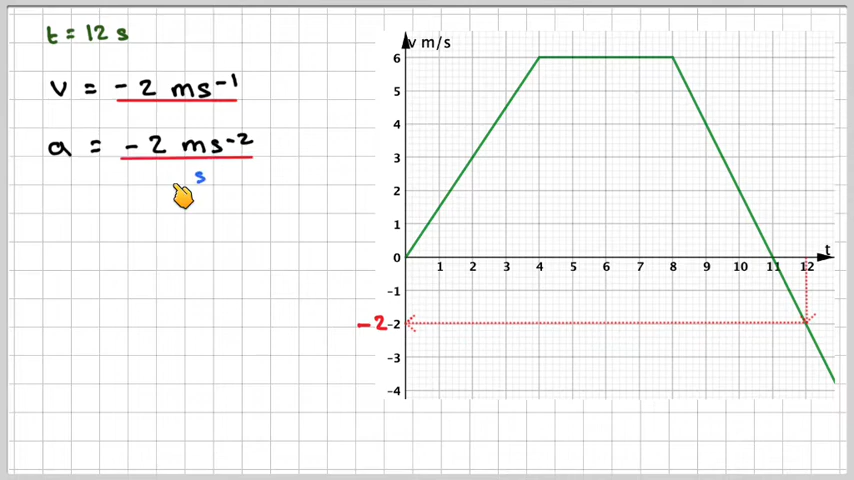 t = 12 s
v = - 2 ms⁻¹
a = - 2 ms⁻²
s
v m/s
6
5
4
3
2
1
0
1 2 3 4 5 6 7 8 9 10 11 12 t
-1
-2 -2
-3
-4